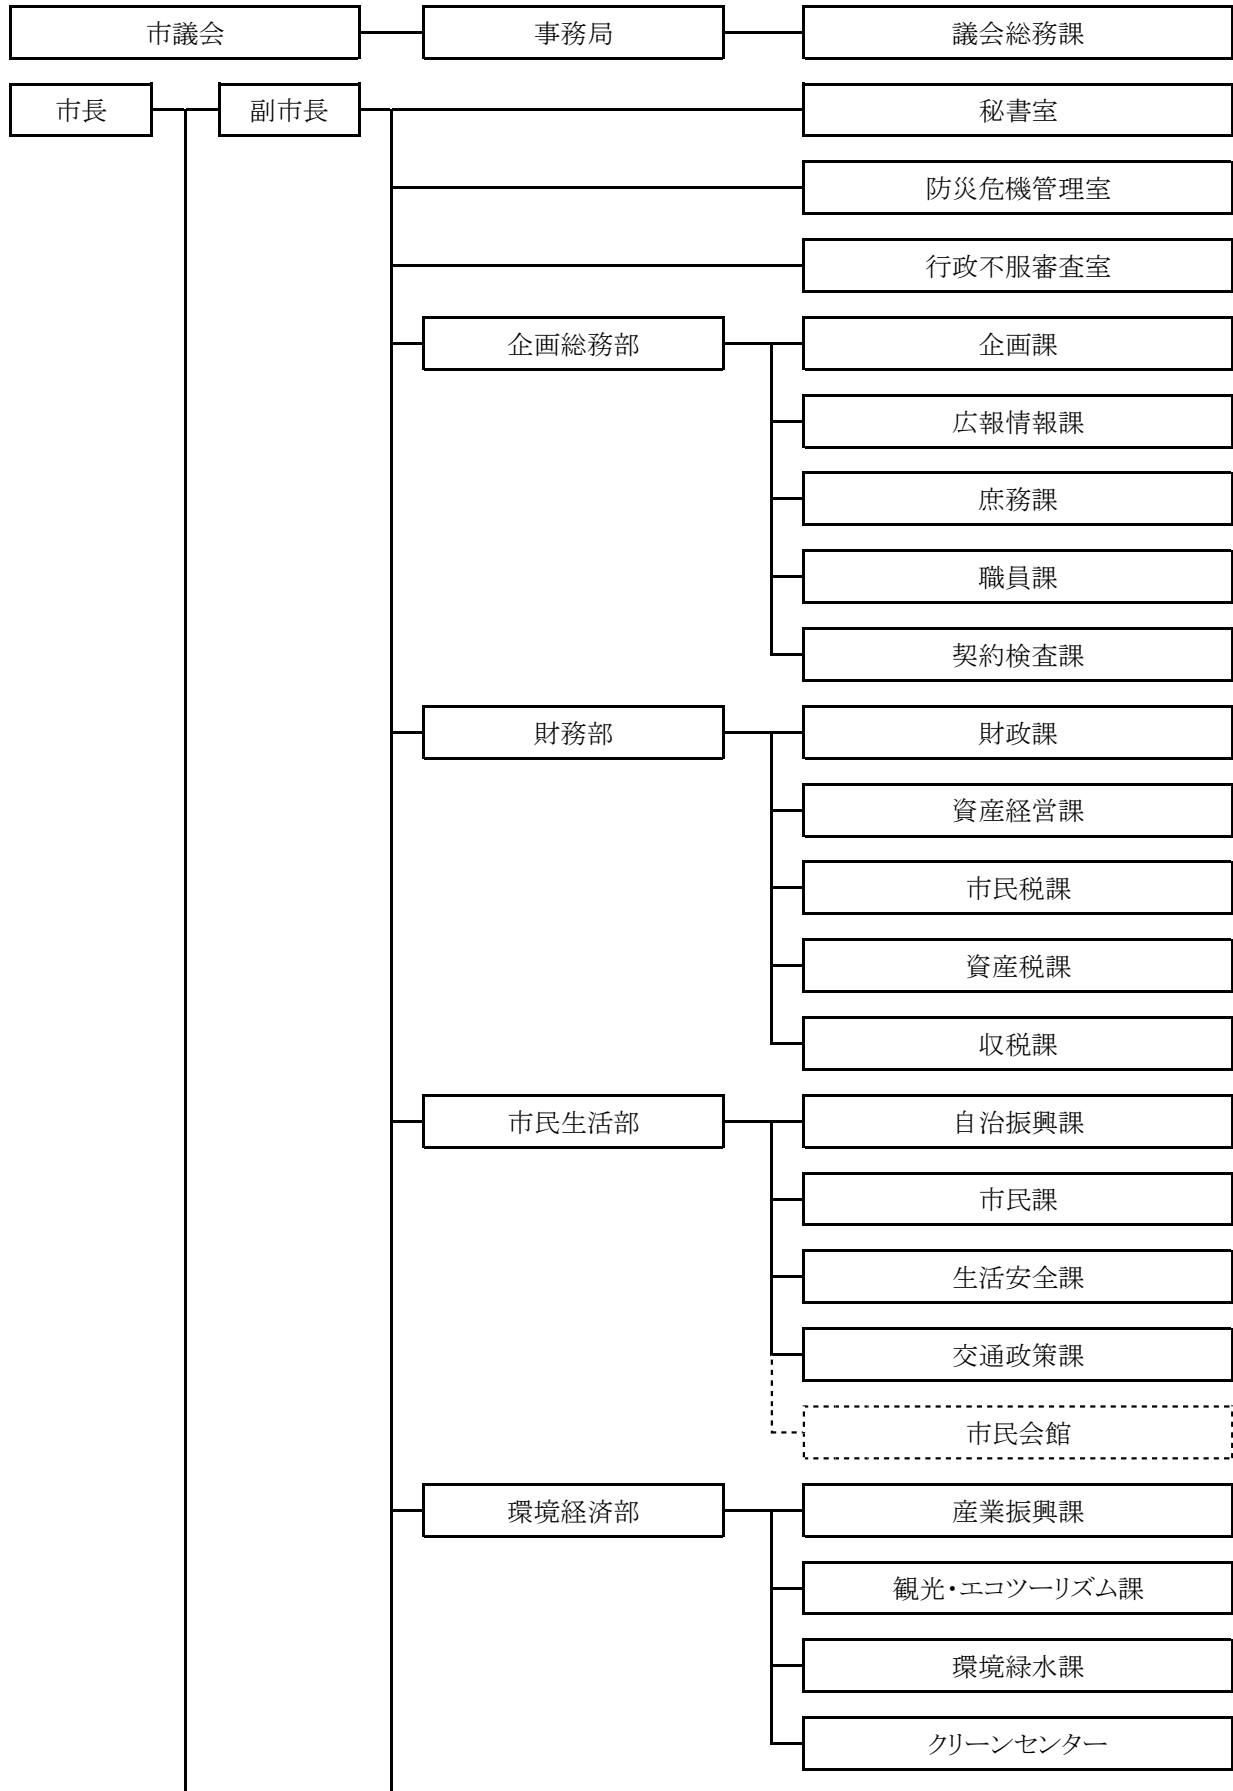 市議会
事務局
議会総務課
市長
副市長
秘書室
防災危機管理室
行政不服審査室
企画総務部
企画課
広報情報課
庶務課
職員課
契約検査課
財務部
財政課
資産経営課
市民税課
資産税課
収税課
市民生活部
自治振興課
市民課
生活安全課
交通政策課
市民会館
環境経済部
産業振興課
観光・エコツーリズム課
環境緑水課
クリーンセンター